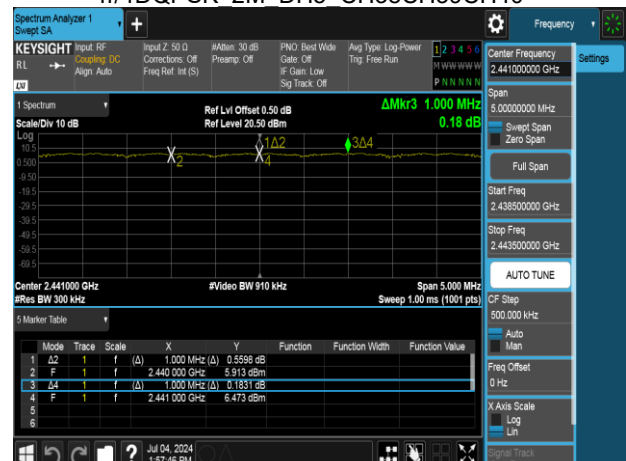 Spectrum Analyzer 1
Swept SA
+
Frequency
KEYSIGHT
RL
LXI
Input: RF
Coupling: DC
Align: Auto
Input Z: 50 Ω
Corrections: Off
Freq Ref: Int (S)
#Atten: 30 dB
Preamp: Off
PNO: Best Wide
Gate: Off
IF Gain: Low
Sig Track: Off
Avg Type: Log-Power
Trig: Free Run
1 2 3 4 5 6
M W W W W W
P N N N N N
1 Spectrum
Scale/Div 10 dB
Ref Lvl Offset 0.50 dB
Ref Level 20.50 dBm
ΔMkr3 1.000 MHz
0.18 dB
Log
10.5
0.500
-9.50
-19.5
-29.5
-39.5
-49.5
-59.5
-69.5
2
1Δ2
4
3Δ4
Center 2.441000 GHz
#Res BW 300 kHz
#Video BW 910 kHz
Span 5.000 MHz
Sweep 1.00 ms (1001 pts)
5 Marker Table
Mode Trace Scale X Y Function Function Width Function Value
1 Δ2 1 f (Δ) 1.000 MHz (Δ) 0.5598 dB
2 F 1 f 2.440 000 GHz 5.913 dBm
3 Δ4 1 f (Δ) 1.000 MHz (Δ) 0.1831 dB
4 F 1 f 2.441 000 GHz 6.473 dBm
5
6
?
Jul 04, 2024
1:57:46 PM
Center Frequency
2.441000000 GHz
Settings
Span
5.00000000 MHz
Swept Span
Zero Span
Full Span
Start Freq
2.438500000 GHz
Stop Freq
2.443500000 GHz
AUTO TUNE
CF Step
500.000 kHz
Auto
Man
Freq Offset
0 Hz
X Axis Scale
Log
Lin
Signal Track